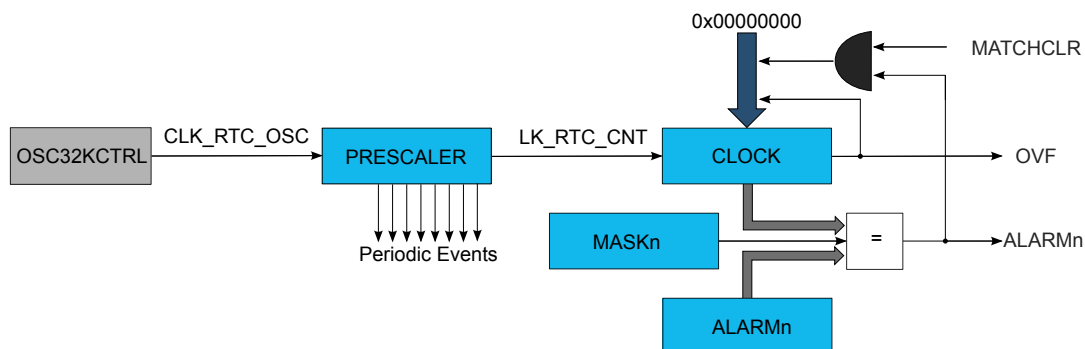 0x00000000
MATCHCLR
OSC32KCTRL
CLK_RTC_OSC
PRESCALER
LK_RTC_CNT
CLOCK
OVF
Periodic Events
MASKn
=
ALARMn
ALARMn